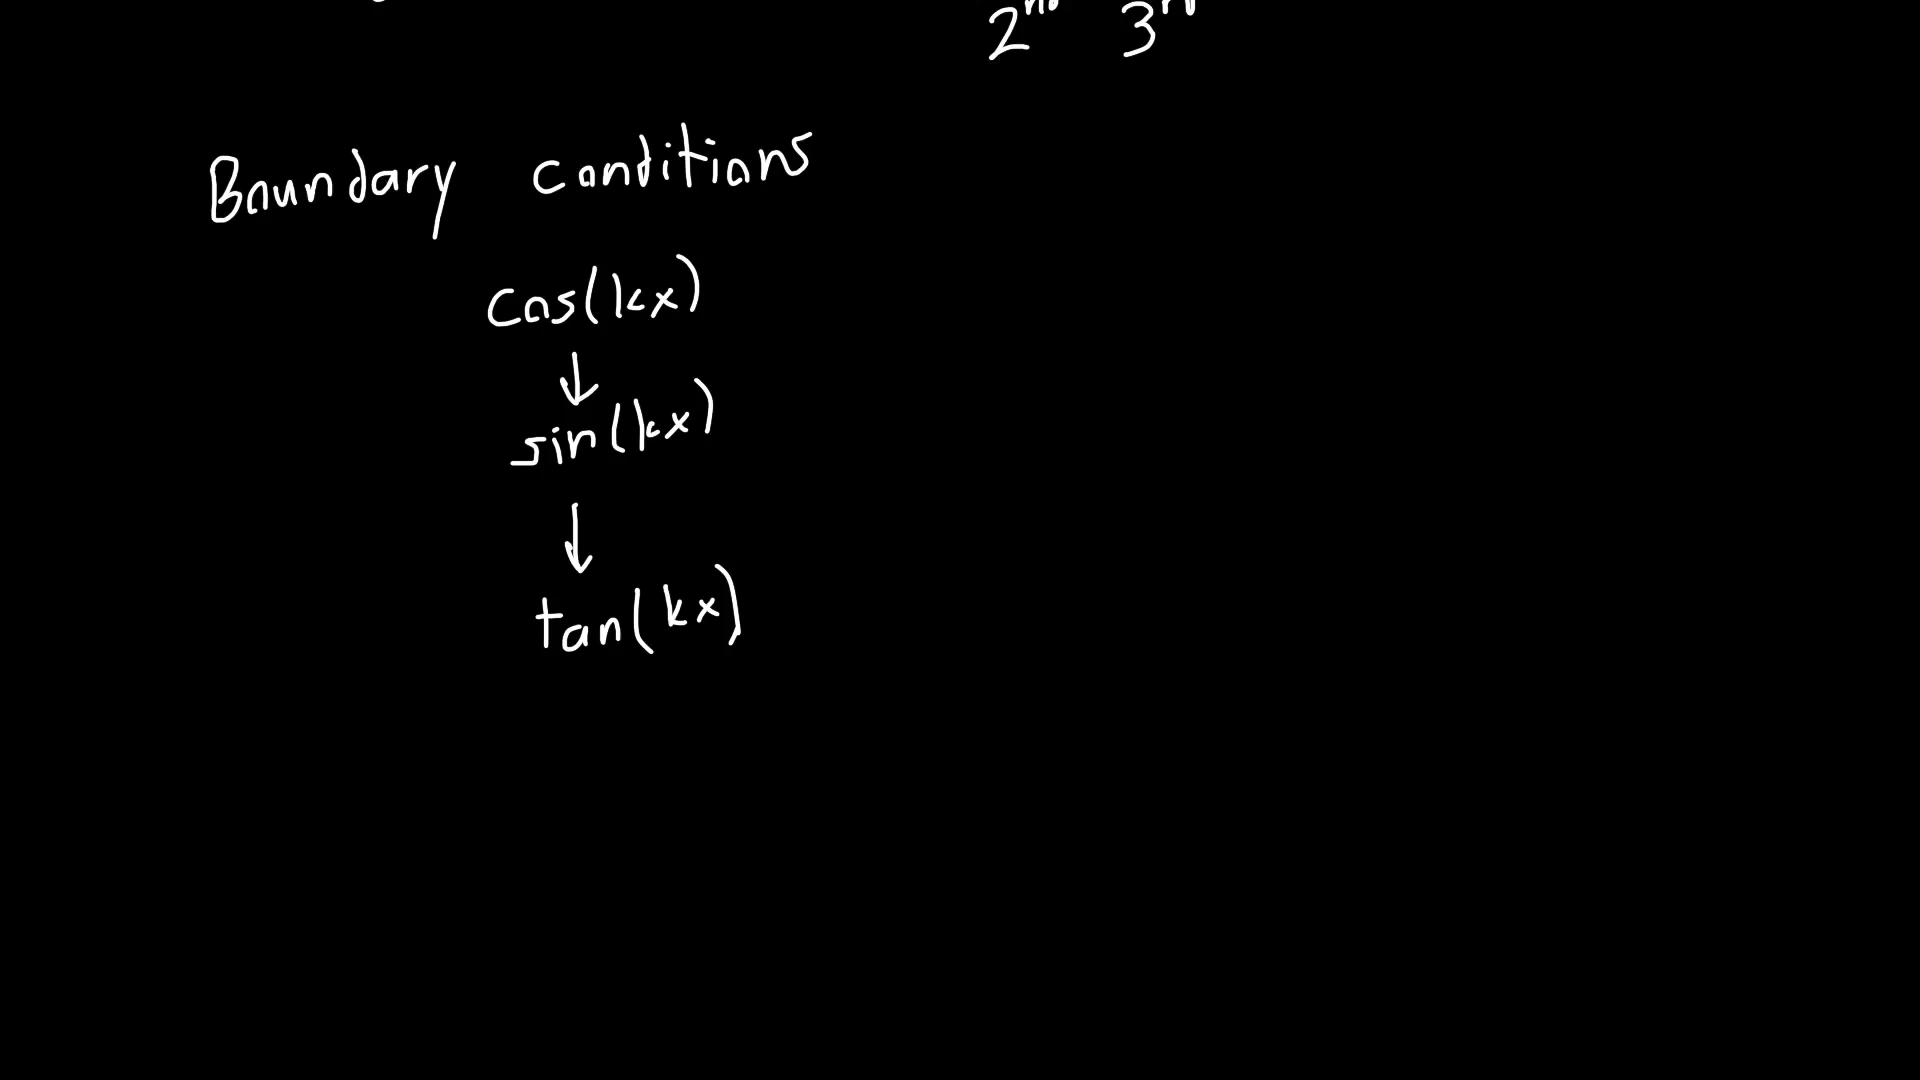 2nd 3rd
Boundary conditions
cos(kx)
↓
sin(kx)
↓
tan(kx)